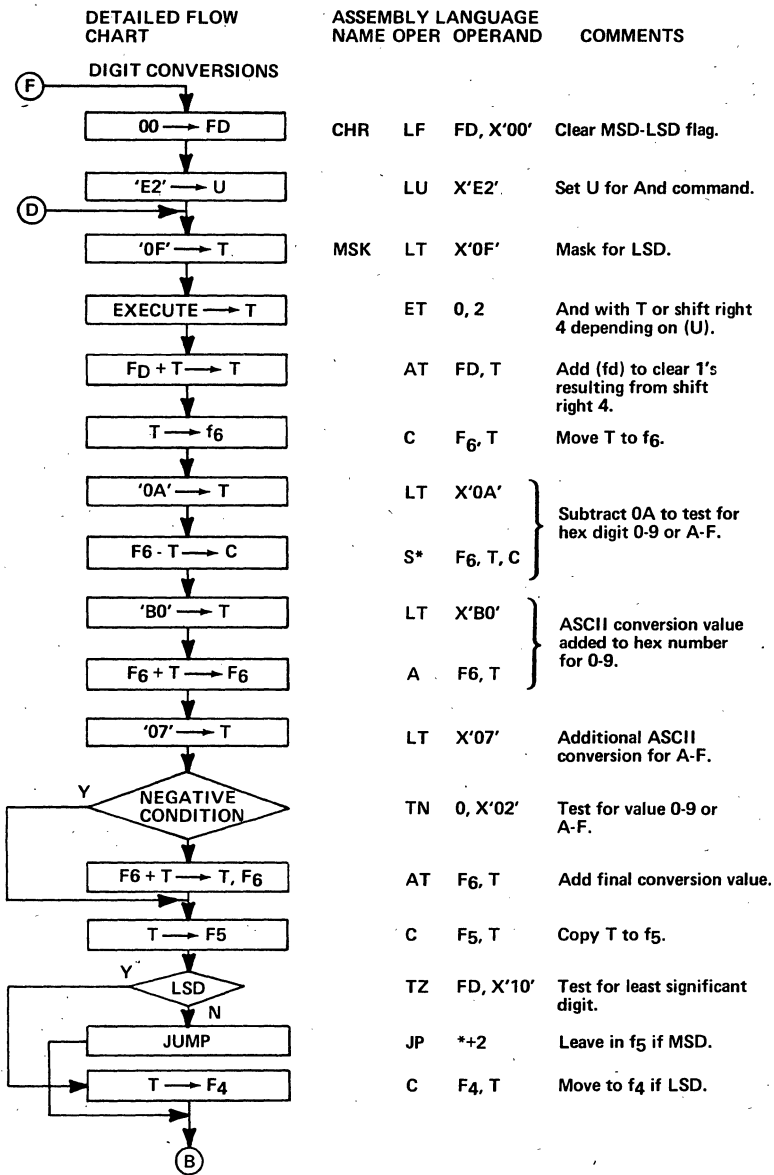 DETAILED FLOW CHART
ASSEMBLY LANGUAGE
NAME OPER OPERAND COMMENTS
DIGIT CONVERSIONS
F
00 → FD CHR LF FD, X'00' Clear MSD-LSD flag.
'E2' → U LU X'E2' Set U for And command.
D
'0F' → T MSK LT X'0F' Mask for LSD.
EXECUTE → T ET 0, 2 And with T or shift right
4 depending on (U).
FD + T → T AT FD, T Add (fd) to clear 1's
resulting from shift
right 4.
T → f6 C F6, T Move T to f6.
'0A' → T LT X'0A'
Subtract 0A to test for
hex digit 0-9 or A-F.
F6 - T → C S* F6, T, C
'B0' → T LT X'B0'
ASCII conversion value
added to hex number
for 0-9.
F6 + T → F6 A F6, T
'07' → T LT X'07' Additional ASCII
conversion for A-F.
Y
NEGATIVE
CONDITION TN 0, X'02' Test for value 0-9 or
A-F.
F6 + T → T, F6 AT F6, T Add final conversion value.
T → F5 C F5, T Copy T to f5.
Y
LSD TZ FD, X'10' Test for least significant
digit.
N
JUMP JP *+2 Leave in f5 if MSD.
T → F4 C F4, T Move to f4 if LSD.
B